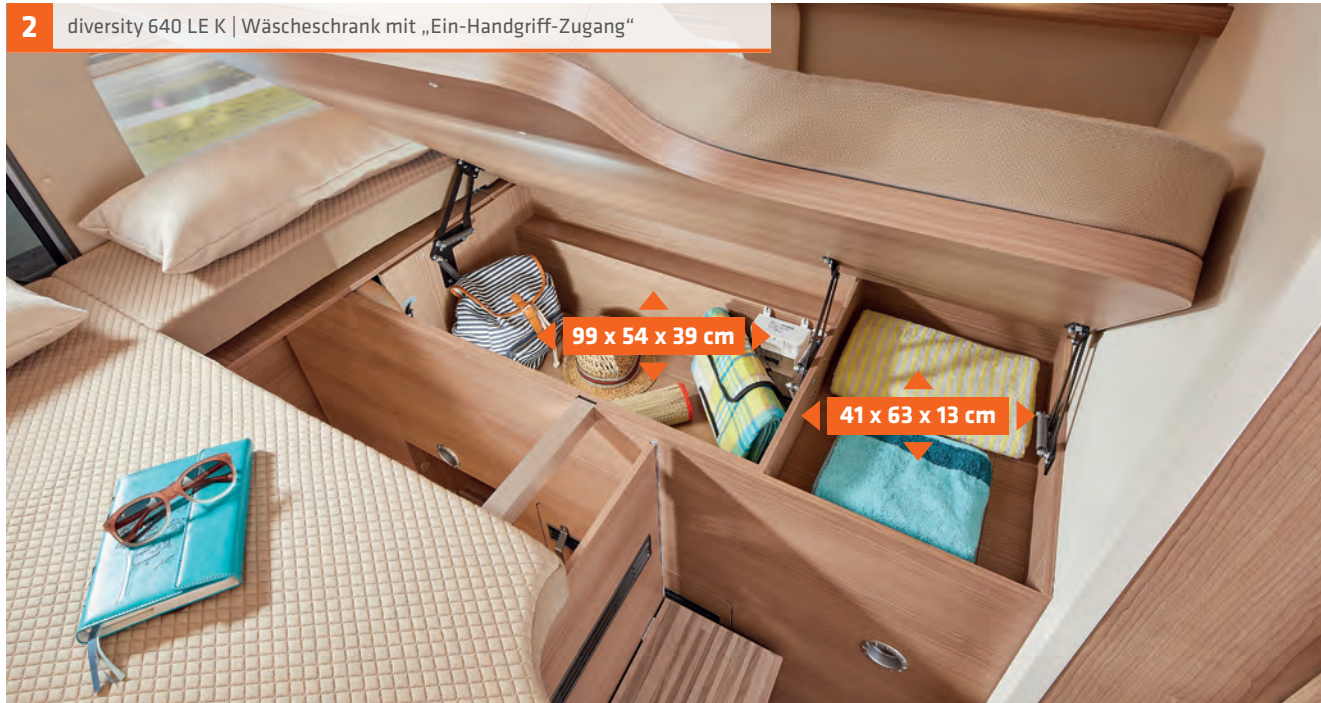 2
diversity 640 LE K | Wäscheschrank mit „Ein-Handgriff-Zugang“
99 x 54 x 39 cm
41 x 63 x 13 cm